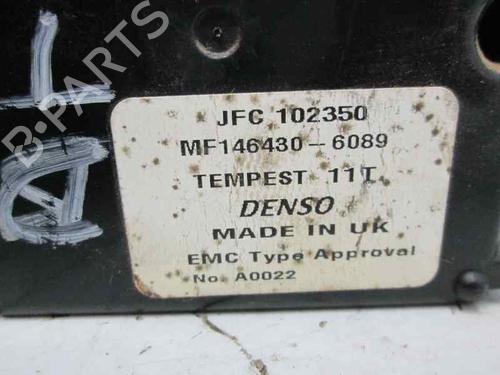 JFC 102350
MF146430-6089
TEMPEST 11T
DENSO
MADE IN UK
EMC Type Approval
No. A0022
B-PARTS